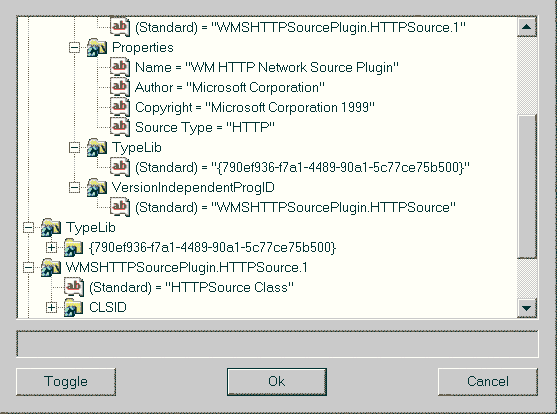 (Standard) = "WMSHTTPSourcePlugin.HTTPSource.1"
Properties
Name = "WM HTTP Network Source Plugin"
Author = "Microsoft Corporation"
Copyright = "Microsoft Corporation 1999"
Source Type = "HTTP"
TypeLib
(Standard) = "{790ef936-f7a1-4489-90a1-5c77ce75b500}"
VersionIndependentProgID
(Standard) = "WMSHTTPSourcePlugin.HTTPSource"
TypeLib
{790ef936-f7a1-4489-90a1-5c77ce75b500}
WMSHTTPSourcePlugin.HTTPSource.1
(Standard) = "HTTPSource Class"
CLSID
Toggle Ok Cancel